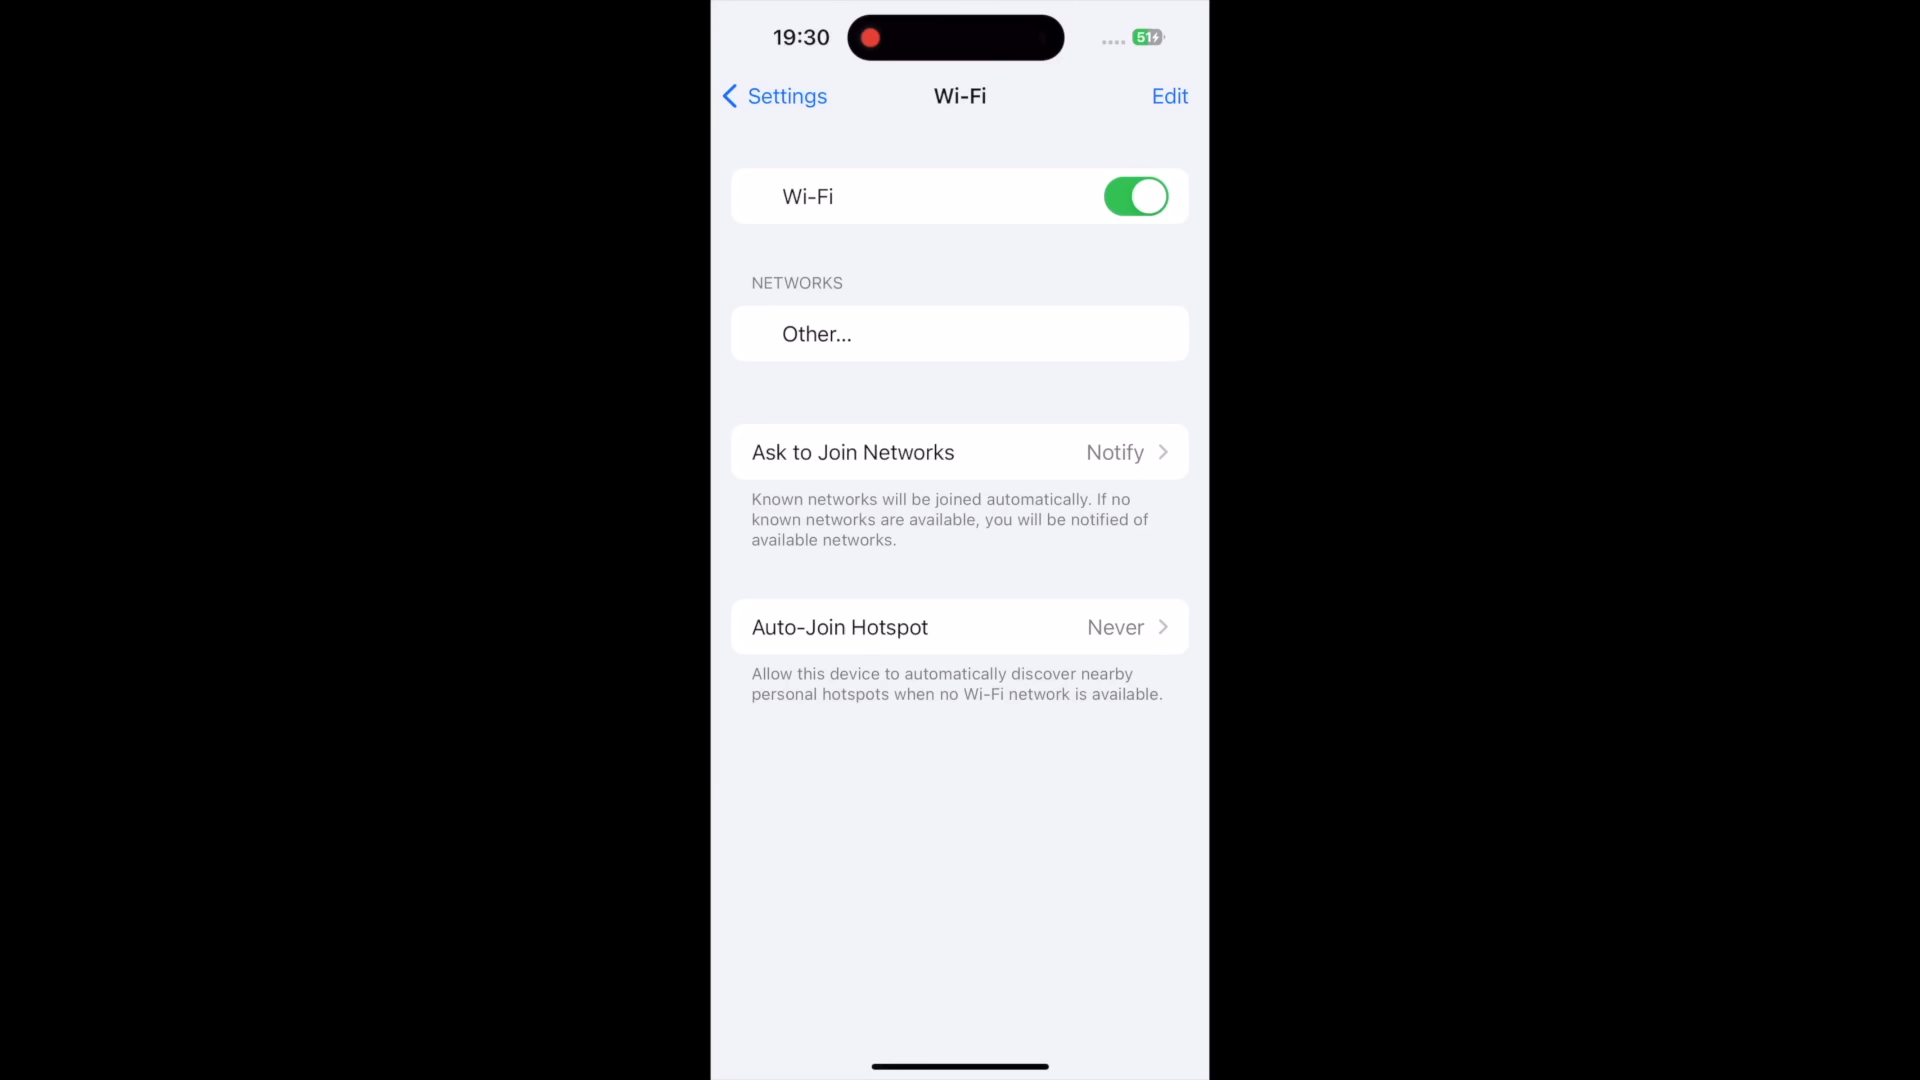 19:30
51
Settings
Wi-Fi
Edit
Wi-Fi
NETWORKS
Other...
Ask to Join Networks
Notify
Known networks will be joined automatically. If no
known networks are available, you will be notified of
available networks.
Auto-Join Hotspot
Never
Allow this device to automatically discover nearby
personal hotspots when no Wi-Fi network is available.